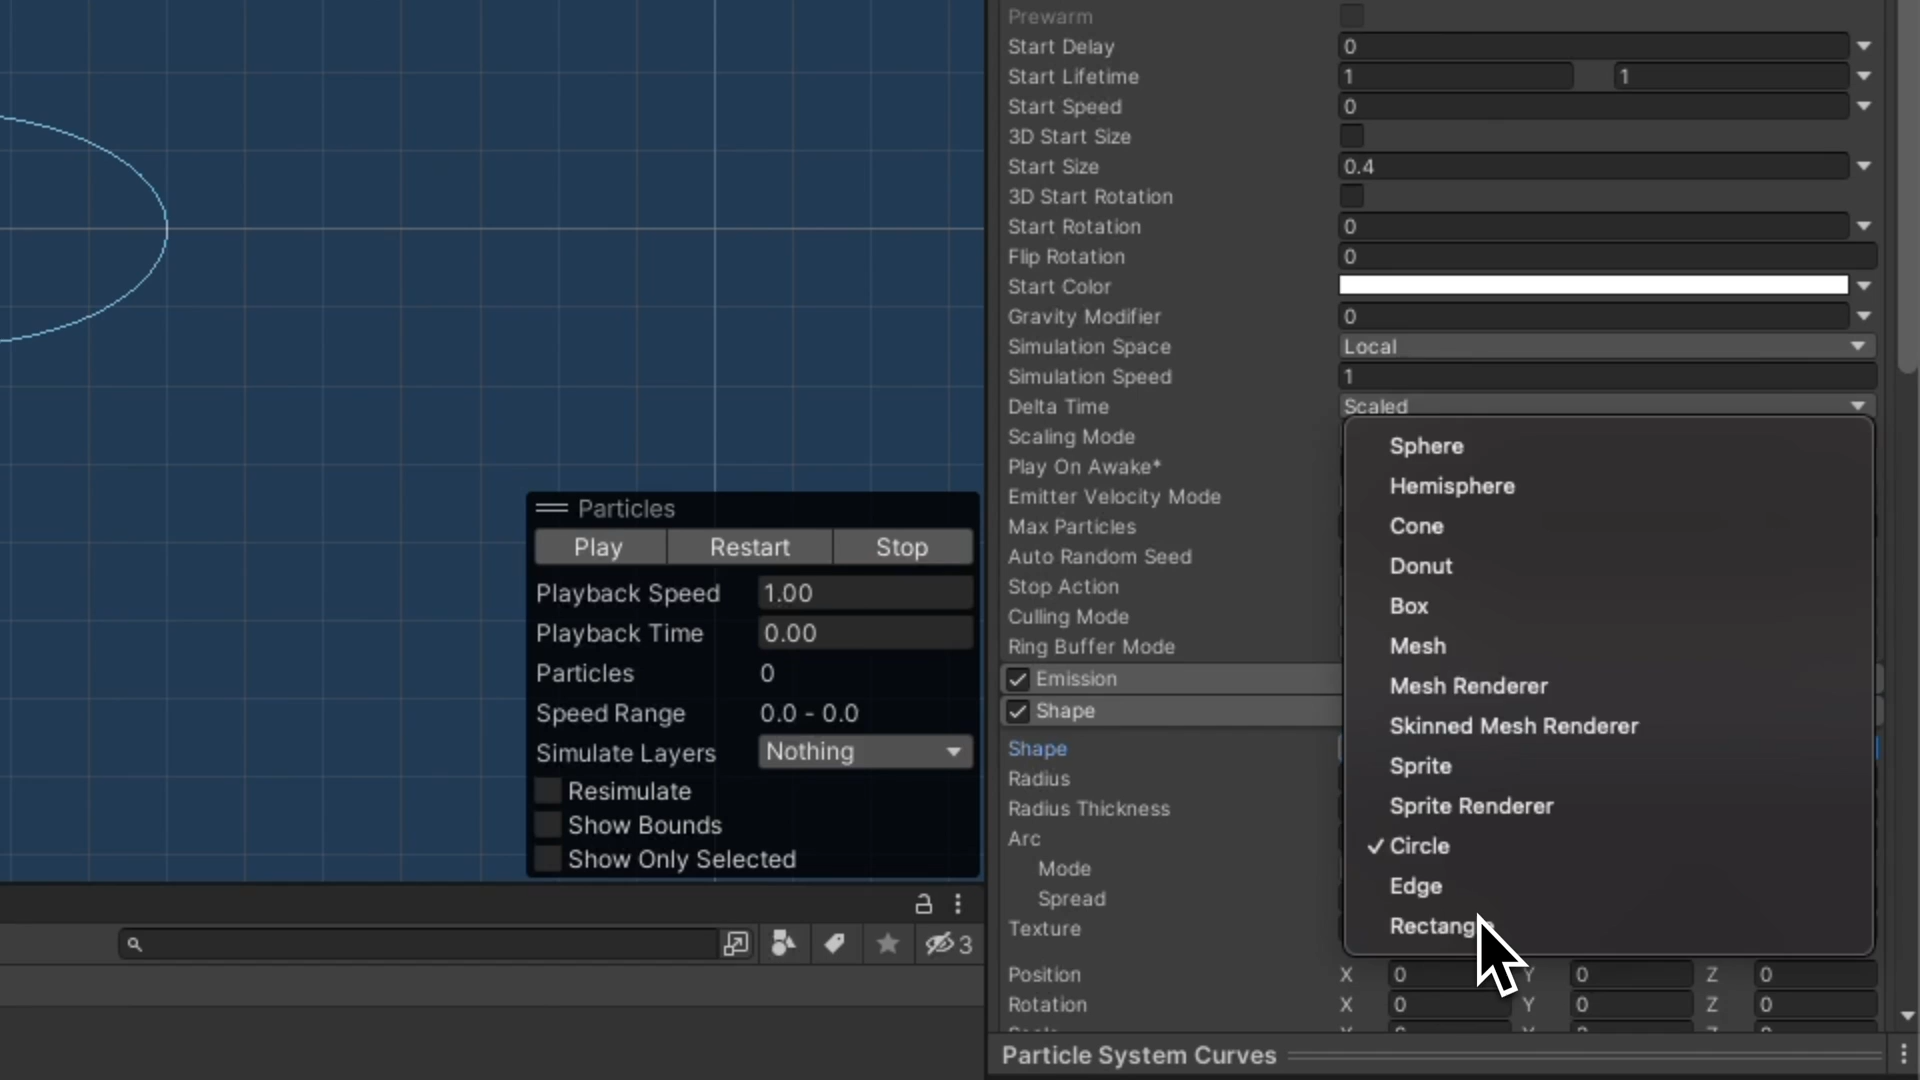 Prewarm
Start Delay 0
Start Lifetime 1 1
Start Speed 0
3D Start Size
Start Size 0.4
3D Start Rotation
Start Rotation 0
Flip Rotation 0
Start Color
Gravity Modifier 0
Simulation Space Local
Simulation Speed 1
Delta Time Scaled
Scaling Mode
Play On Awake*
Emitter Velocity Mode
Max Particles
Auto Random Seed
Stop Action
Culling Mode
Ring Buffer Mode
Emission
Shape
Shape
Radius
Radius Thickness
Arc
Mode
Spread
Texture
Position X 0 Y 0 Z 0
Rotation X 0 Y 0 Z 0
Sphere
Hemisphere
Cone
Donut
Box
Mesh
Mesh Renderer
Skinned Mesh Renderer
Sprite
Sprite Renderer
Circle
Edge
Rectangle
Particle System Curves
Particles
Play Restart Stop
Playback Speed 1.00
Playback Time 0.00
Particles 0
Speed Range 0.0 - 0.0
Simulate Layers Nothing
Resimulate
Show Bounds
Show Only Selected
3